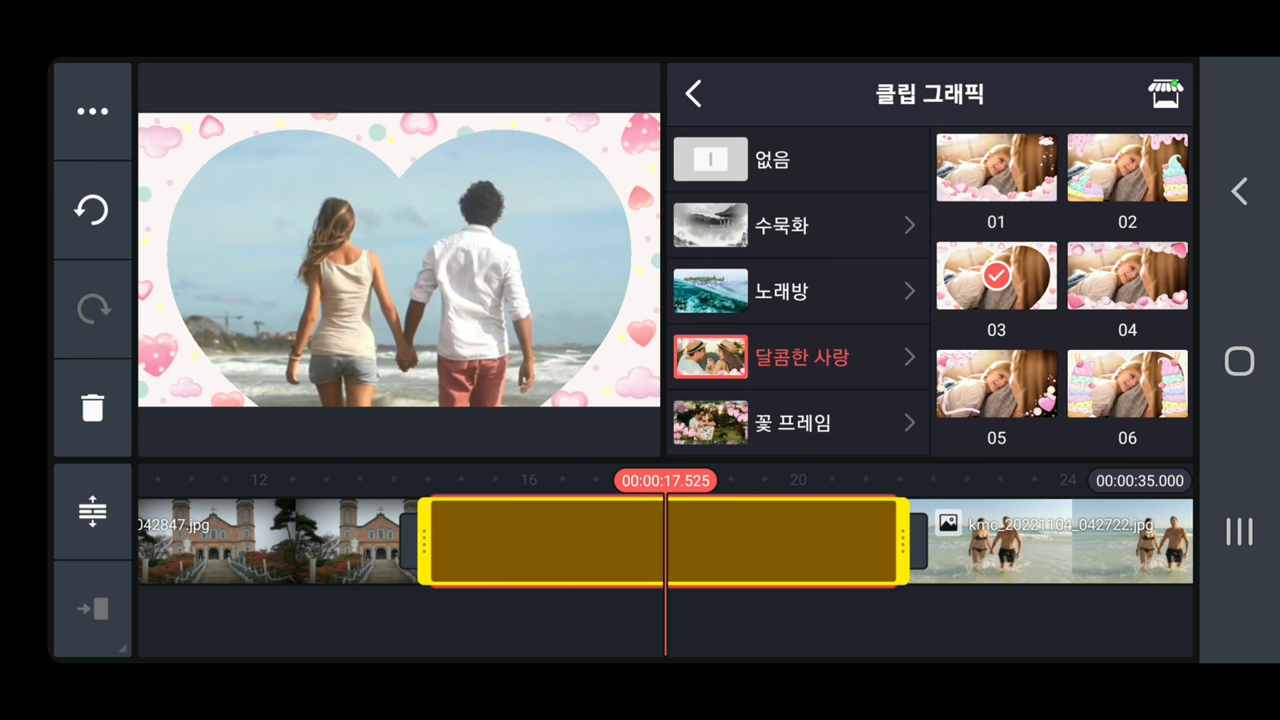 클립 그래픽
없음
수묵화
노래방
달콤한 사랑
꽃 프레임
01
02
03
04
05
06
12
16
00:00:17.525
20
24
00:00:35.000
042847.jpg
kmc_20221104_042722.jpg